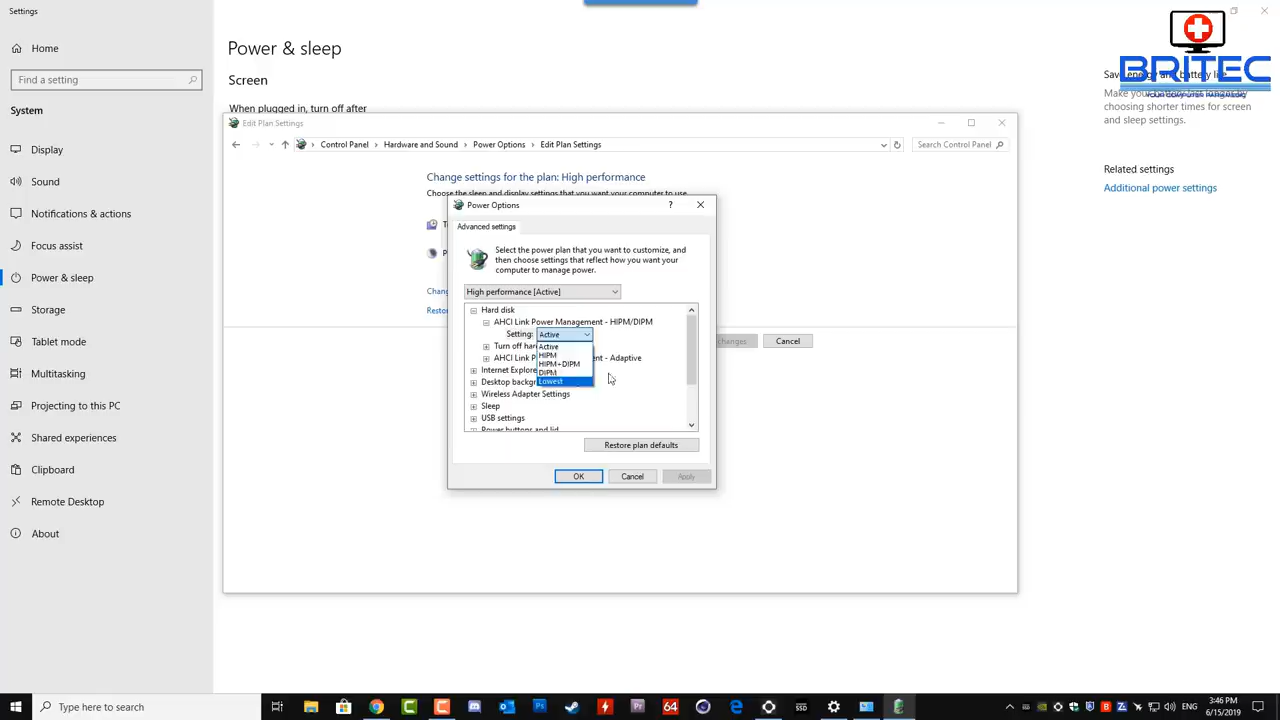 Settings
Home
Find a setting
System
Display
Sound
Notifications & actions
Focus assist
Power & sleep
Storage
Tablet mode
Multitasking
Projecting to this PC
Shared experiences
Clipboard
Remote Desktop
About
Power & sleep
Screen
When plugged in, turn off after
Edit Plan Settings
Control Panel
Hardware and Sound
Power Options
Edit Plan Settings
Search Control Panel
Change settings for the plan: High performance
Choose the sleep and display settings that you want your computer to use.
Cancel
Power Options
?
Advanced settings
Select the power plan that you want to customize, and
then choose settings that reflect how you want your
computer to manage power.
High performance [Active]
Hard disk
AHCI Link Power Management - HIPM/DIPM
Setting: Active
Active
HIPM
HIPM+DIPM
DIPM
Lowest
Turn off
- Adaptive
Internet Explore
Desktop
Wireless Adapter Settings
Sleep
USB settings
Power buttons and lid
Restore plan defaults
OK
Cancel
Apply
BRITEC
Save energy and battery life
Make your battery last longer by
choosing shorter times for screen
and sleep settings.
Related settings
Additional power settings
Type here to search
Ps
Pr
64
SSD
3:46 PM
6/15/2019